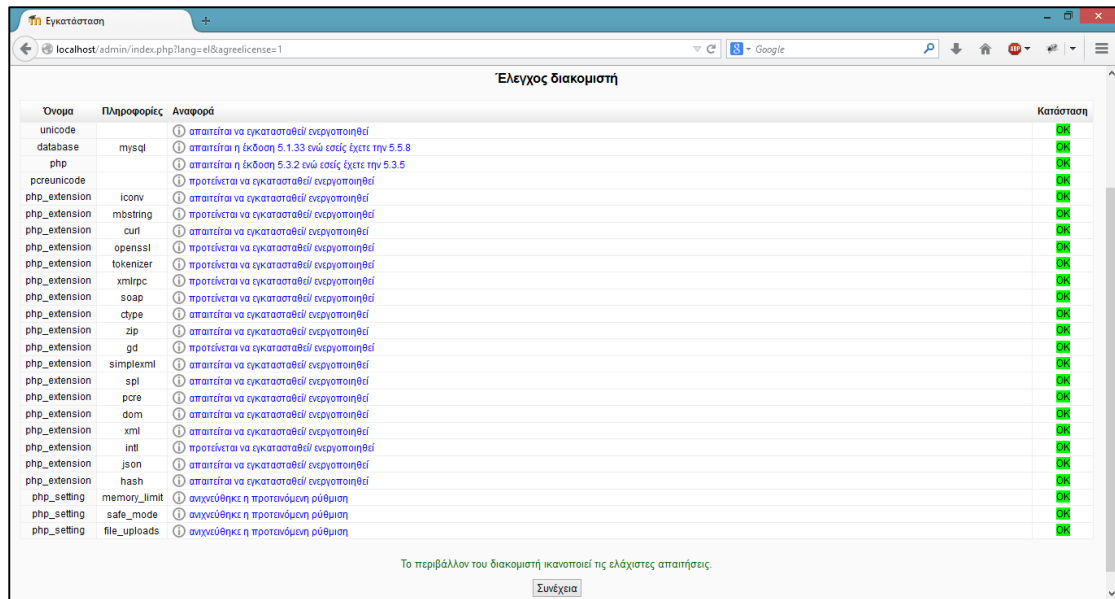 Εγκατάσταση
localhost/admin/index.php?lang=el&agreelicense=1
8 Google
ABP
Έλεγχος διακομιστή
Όνομα Πληροφορίες Αναφορά Κατάσταση
unicode απαιτείται να εγκατασταθεί/ ενεργοποιηθεί OK
database mysql απαιτείται η έκδοση 5.1.33 ενώ εσείς έχετε την 5.5.8 OK
php απαιτείται η έκδοση 5.3.2 ενώ εσείς έχετε την 5.3.5 OK
pcreunicode προτείνεται να εγκατασταθεί/ ενεργοποιηθεί OK
php_extension iconv απαιτείται να εγκατασταθεί/ ενεργοποιηθεί OK
php_extension mbstring προτείνεται να εγκατασταθεί/ ενεργοποιηθεί OK
php_extension curl απαιτείται να εγκατασταθεί/ ενεργοποιηθεί OK
php_extension openssl προτείνεται να εγκατασταθεί/ ενεργοποιηθεί OK
php_extension tokenizer προτείνεται να εγκατασταθεί/ ενεργοποιηθεί OK
php_extension xmlrpc προτείνεται να εγκατασταθεί/ ενεργοποιηθεί OK
php_extension soap προτείνεται να εγκατασταθεί/ ενεργοποιηθεί OK
php_extension ctype απαιτείται να εγκατασταθεί/ ενεργοποιηθεί OK
php_extension zip απαιτείται να εγκατασταθεί/ ενεργοποιηθεί OK
php_extension gd προτείνεται να εγκατασταθεί/ ενεργοποιηθεί OK
php_extension simplexml απαιτείται να εγκατασταθεί/ ενεργοποιηθεί OK
php_extension spl απαιτείται να εγκατασταθεί/ ενεργοποιηθεί OK
php_extension pcre απαιτείται να εγκατασταθεί/ ενεργοποιηθεί OK
php_extension dom απαιτείται να εγκατασταθεί/ ενεργοποιηθεί OK
php_extension xml απαιτείται να εγκατασταθεί/ ενεργοποιηθεί OK
php_extension intl προτείνεται να εγκατασταθεί/ ενεργοποιηθεί OK
php_extension json απαιτείται να εγκατασταθεί/ ενεργοποιηθεί OK
php_extension hash απαιτείται να εγκατασταθεί/ ενεργοποιηθεί OK
php_setting memory_limit ανιχνεύθηκε η προτεινόμενη ρύθμιση OK
php_setting safe_mode ανιχνεύθηκε η προτεινόμενη ρύθμιση OK
php_setting file_uploads ανιχνεύθηκε η προτεινόμενη ρύθμιση OK
Το περιβάλλον του διακομιστή ικανοποιεί τις ελάχιστες απαιτήσεις.
Συνέχεια